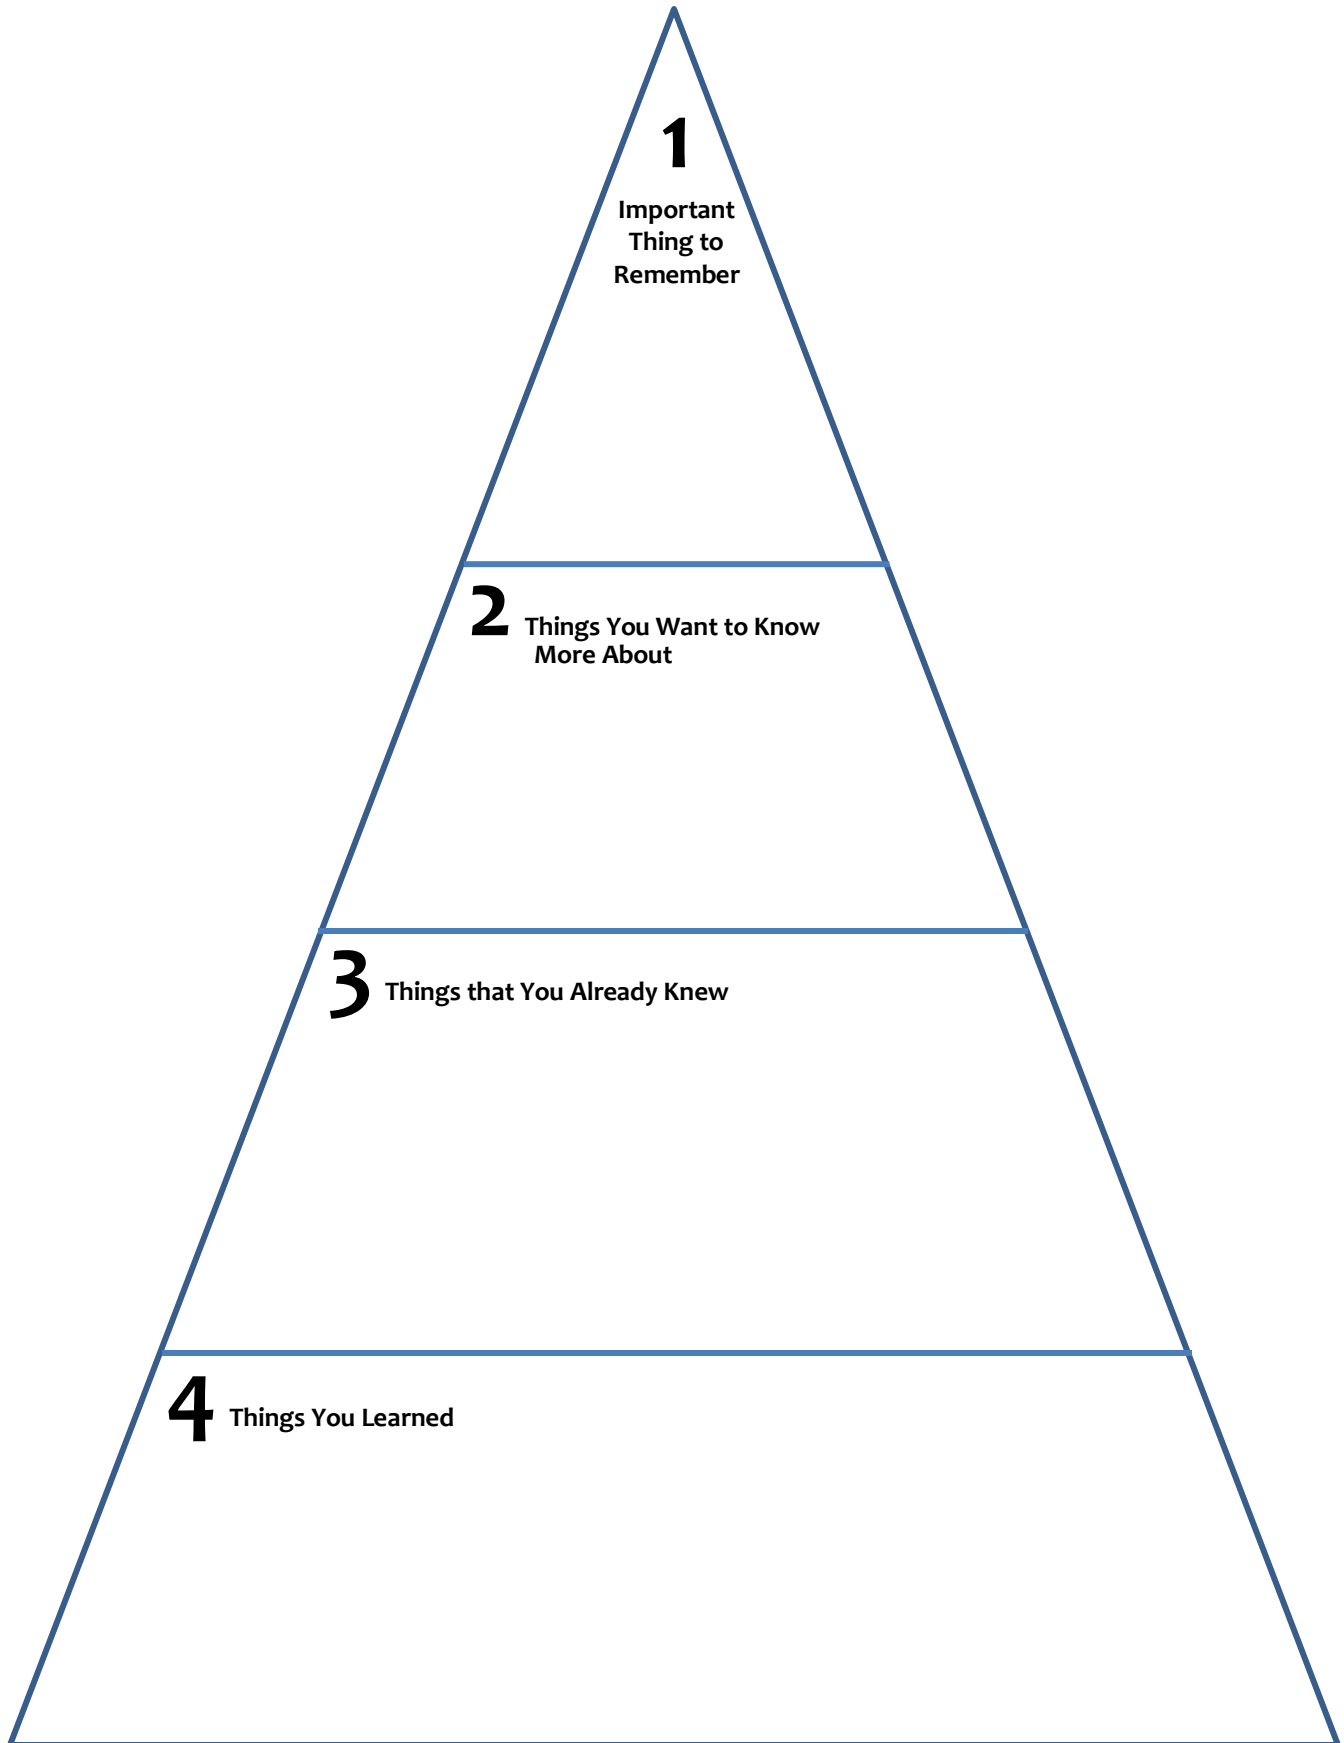 1
Important
Thing to
Remember
2 Things You Want to Know
More About
3 Things that You Already Knew
4 Things You Learned